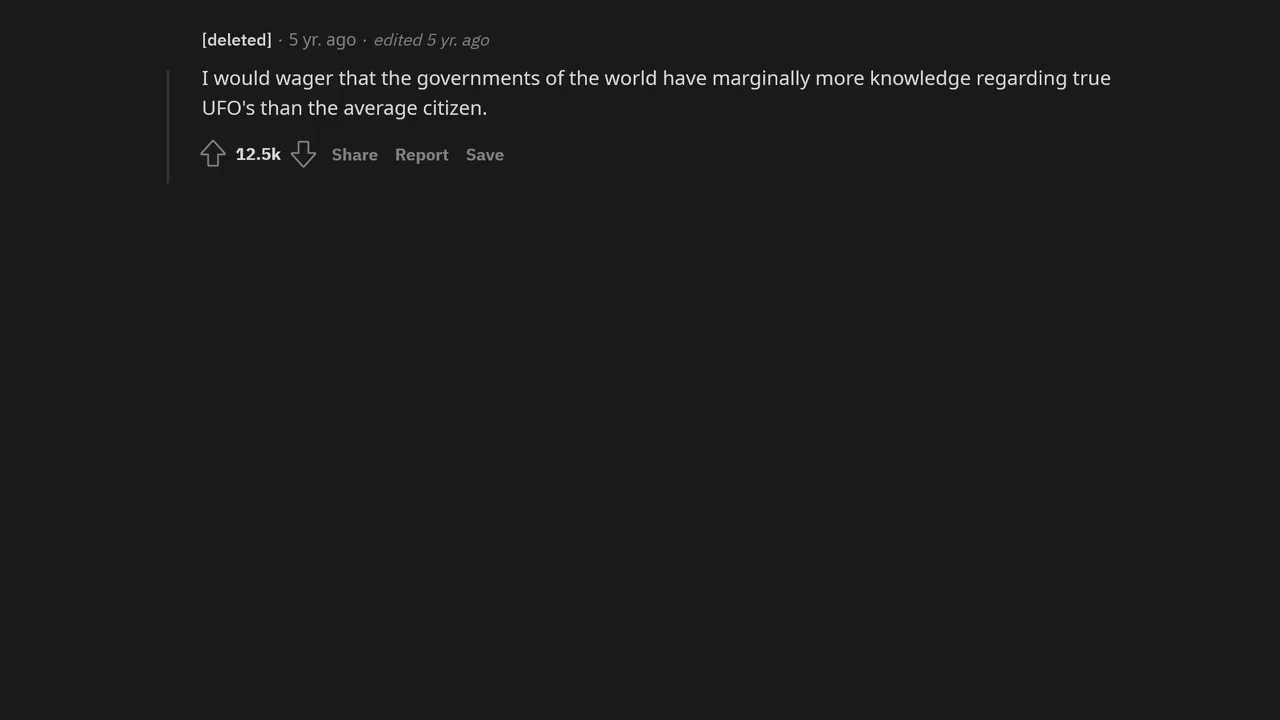 [deleted] · 5 yr. ago · edited 5 yr. ago
I would wager that the governments of the world have marginally more knowledge regarding true
UFO's than the average citizen.
12.5k Share Report Save